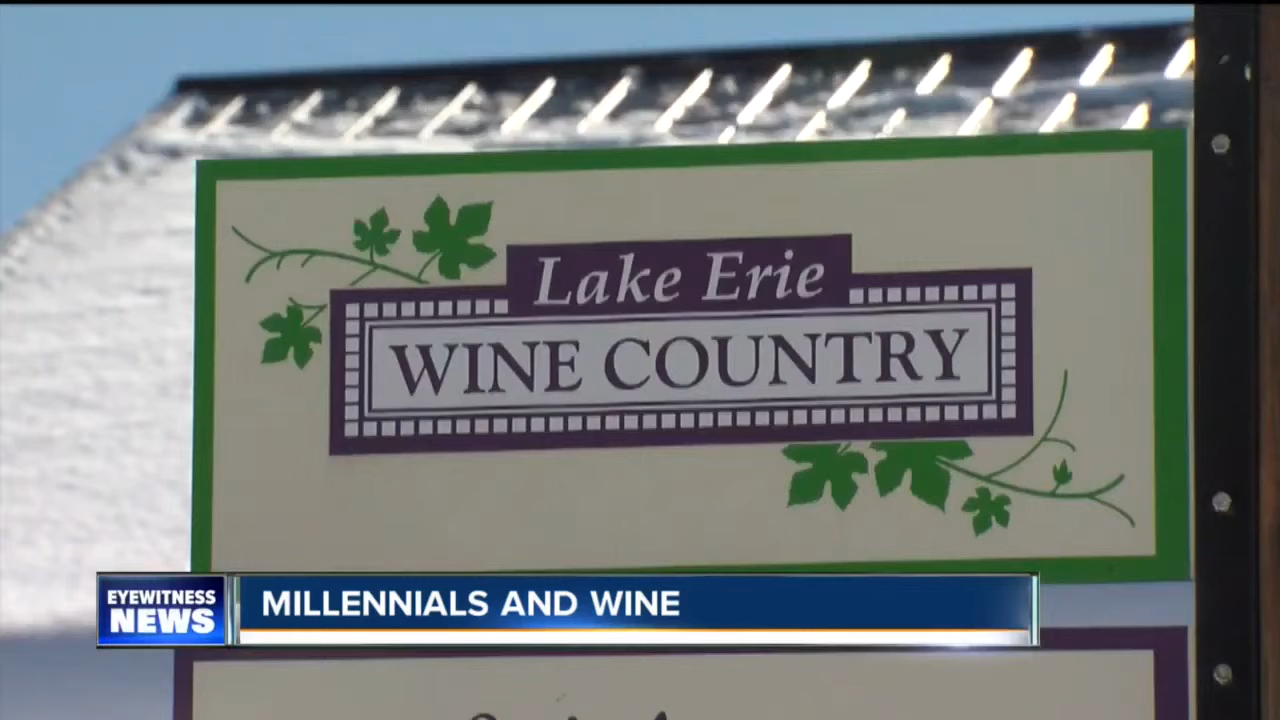 Lake Erie
WINE COUNTRY
EYEWITNESS
NEWS
MILLENNIALS AND WINE